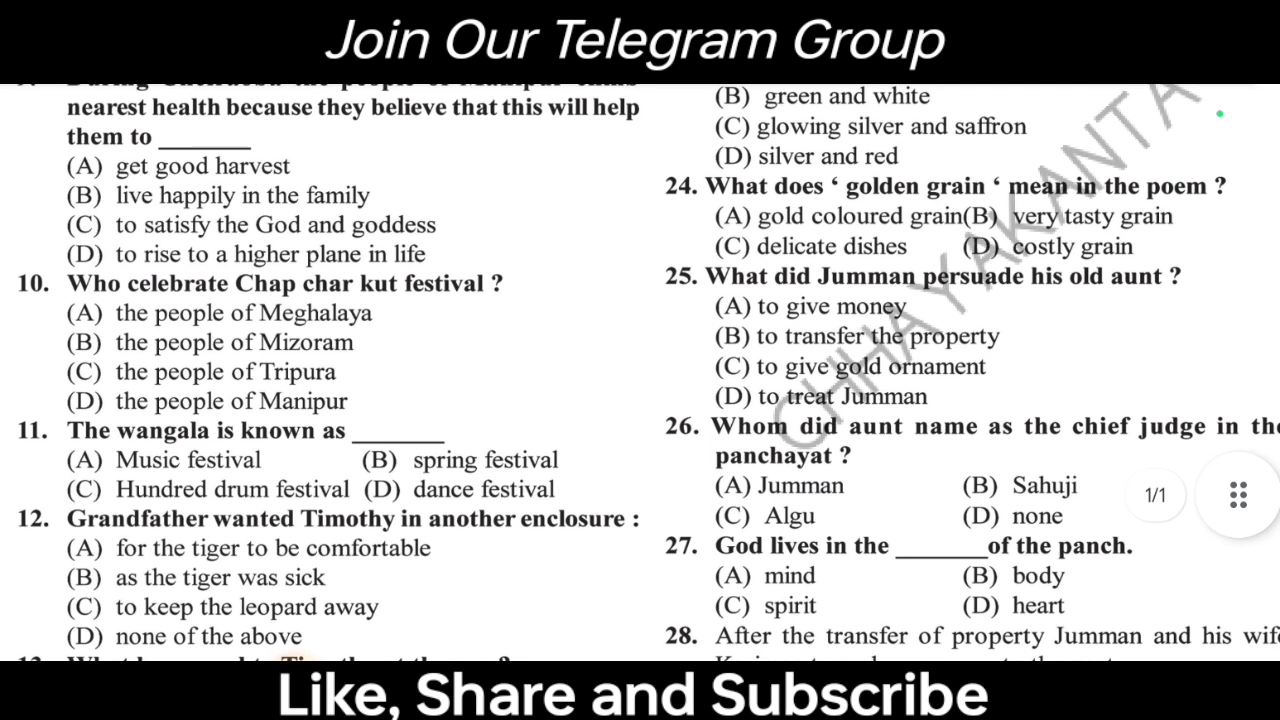 Join Our Telegram Group
nearest health because they believe that this will help
them to _______
(A) get good harvest
(B) live happily in the family
(C) to satisfy the God and goddess
(D) to rise to a higher plane in life
10. Who celebrate Chap char kut festival ?
(A) the people of Meghalaya
(B) the people of Mizoram
(C) the people of Tripura
(D) the people of Manipur
11. The wangala is known as _______
(A) Music festival (B) spring festival
(C) Hundred drum festival (D) dance festival
12. Grandfather wanted Timothy in another enclosure :
(A) for the tiger to be comfortable
(B) as the tiger was sick
(C) to keep the leopard away
(D) none of the above
(B) green and white
(C) glowing silver and saffron
(D) silver and red
24. What does ‘ golden grain ‘ mean in the poem ?
(A) gold coloured grain(B) very tasty grain
(C) delicate dishes (D) costly grain
25. What did Jumman persuade his old aunt ?
(A) to give money
(B) to transfer the property
(C) to give gold ornament
(D) to treat Jumman
26. Whom did aunt name as the chief judge in the
panchayat ?
(A) Jumman (B) Sahuji
(C) Algu (D) none
27. God lives in the _______of the panch.
(A) mind (B) body
(C) spirit (D) heart
28. After the transfer of property Jumman and his wif
CHHAYAKANTA
1/1
Like, Share and Subscribe